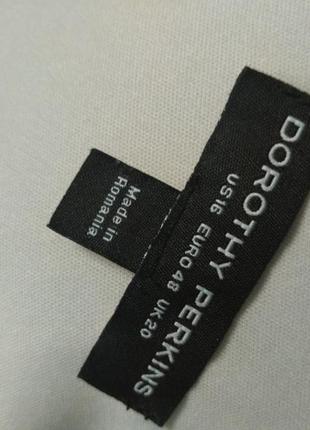 DOROTHY PERKINS
US16 EURO48 UK20
Made in
Romania